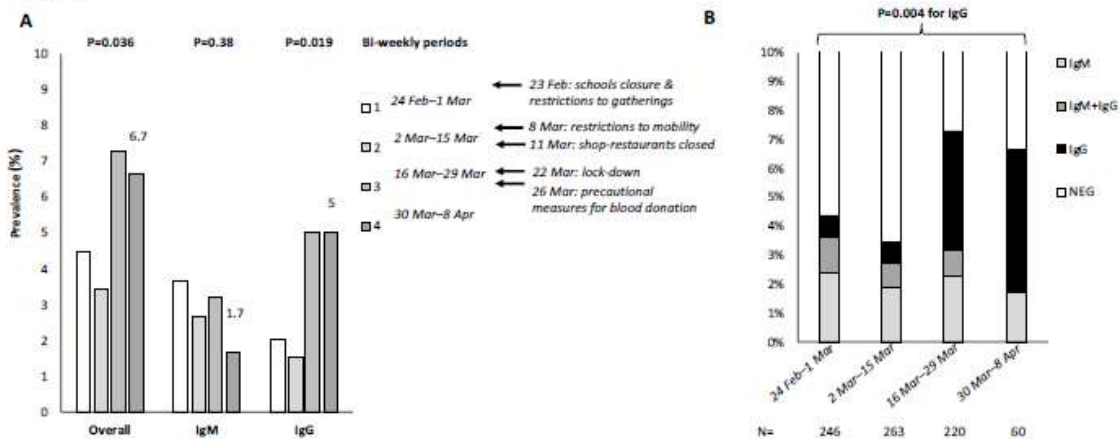 A
P=0.036 P=0.38 P=0.019 Bi-weekly periods
Prevalence (%)
10
9
8
7
6
5
4
3
2
1
0
6.7
1.7
5
Overall IgM IgG
1 24 Feb–1 Mar
2 2 Mar–15 Mar
3 16 Mar–29 Mar
4 30 Mar–8 Apr
23 Feb: schools closure &
restrictions to gatherings
8 Mar: restrictions to mobility
11 Mar: shop-restaurants closed
22 Mar: lock-down
26 Mar: precautional
measures for blood donation
B
P=0.004 for IgG
10%
9%
8%
7%
6%
5%
4%
3%
2%
1%
0%
24 Feb–1 Mar
2 Mar–15 Mar
16 Mar–29 Mar
30 Mar–8 Apr
N= 246 263 220 60
IgM
IgM+IgG
IgG
NEG